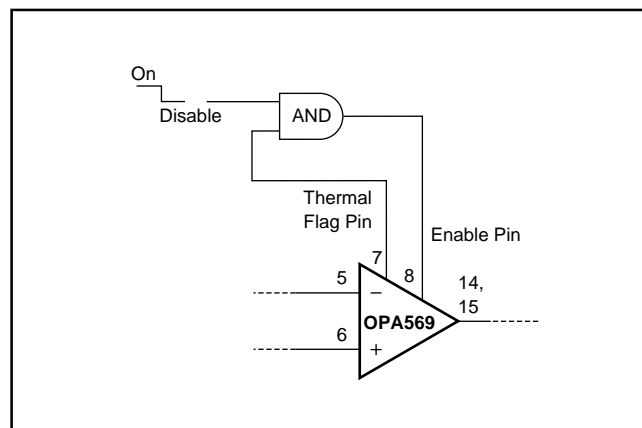 On
Disable
AND
Thermal
Flag Pin
Enable Pin
7
8
14,
15
5
−
OPA569
6
+